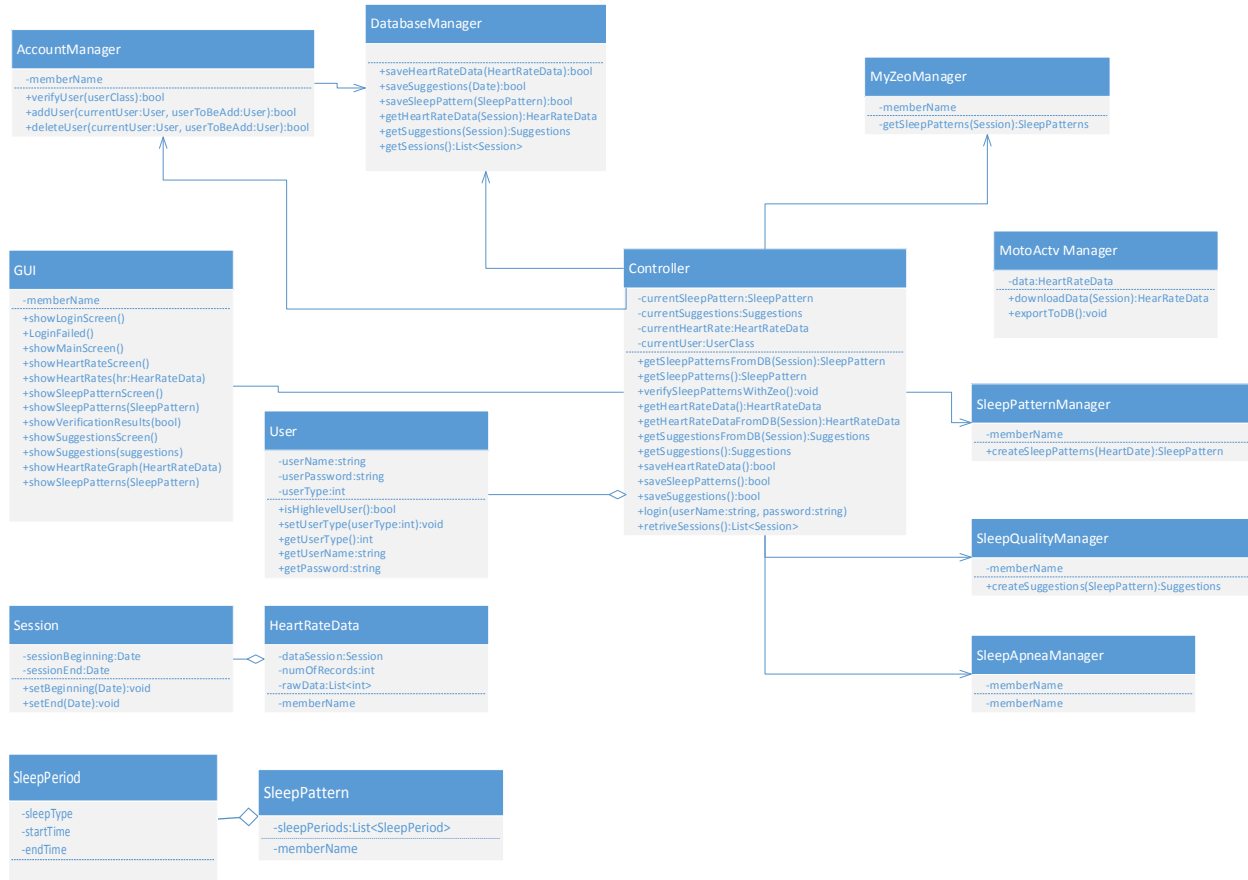 AccountManager
-memberName
+verifyUser(userClass):bool
+addUser(currentUser:User, userToBeAdd:User):bool
+deleteUser(currentUser:User, userToBeAdd:User):bool
DatabaseManager
+saveHeartRateData(HeartRateData):bool
+saveSuggestions(Date):bool
+saveSleepPattern(SleepPattern):bool
+getHeartRateData(Session):HearRateData
+getSuggestions(Session):Suggestions
+getSessions():List<Session>
MyZeoManager
-memberName
-getSleepPatterns(Session):SleepPatterns
MotoActv Manager
-data:HeartRateData
+downloadData(Session):HearRateData
+exportToDB():void
GUI
-memberName
+showLoginScreen()
+LoginFailed()
+showMainScreen()
+showHeartRateScreen()
+showHeartRates(hr:HearRateData)
+showSleepPatternScreen()
+showSleepPatterns(SleepPattern)
+showVerificationResults(bool)
+showSuggestionsScreen()
+showSuggestions(suggestions)
+showHeartRateGraph(HeartRateData)
+showSleepPatterns(SleepPattern)
Controller
-currentSleepPattern:SleepPattern
-currentSuggestions:Suggestions
-currentHeartRate:HeartRateData
-currentUser:UserClass
+getSleepPatternsFromDB(Session):SleepPattern
+getSleepPatterns():SleepPattern
+verifySleepPatternsWithZeo():void
+getHeartRateData():HeartRateData
+getHeartRateDataFromDB(Session):HeartRateData
+getSuggestionsFromDB(Session):Suggestions
+getSuggestions():Suggestions
+saveHeartRateData():bool
+saveSleepPatterns():bool
+saveSuggestions():bool
+login(userName:string, password:string)
+retriveSessions():List<Session>
User
-userName:string
-userPassword:string
-userType:int
+isHighlevelUser():bool
+setUserType(userType:int):void
+getUserType():int
+getUserName:string
+getPassword:string
SleepPatternManager
-memberName
+createSleepPatterns(HeartDate):SleepPattern
SleepQualityManager
-memberName
+createSuggestions(SleepPattern):Suggestions
SleepApneaManager
-memberName
-memberName
Session
-sessionBeginning:Date
-sessionEnd:Date
+setBeginning(Date):void
+setEnd(Date):void
HeartRateData
-dataSession:Session
-numOfRecords:int
-rawData:List<int>
-memberName
SleepPeriod
-sleepType
-startTime
-endTime
SleepPattern
-sleepPeriods:List<SleepPeriod>
-memberName